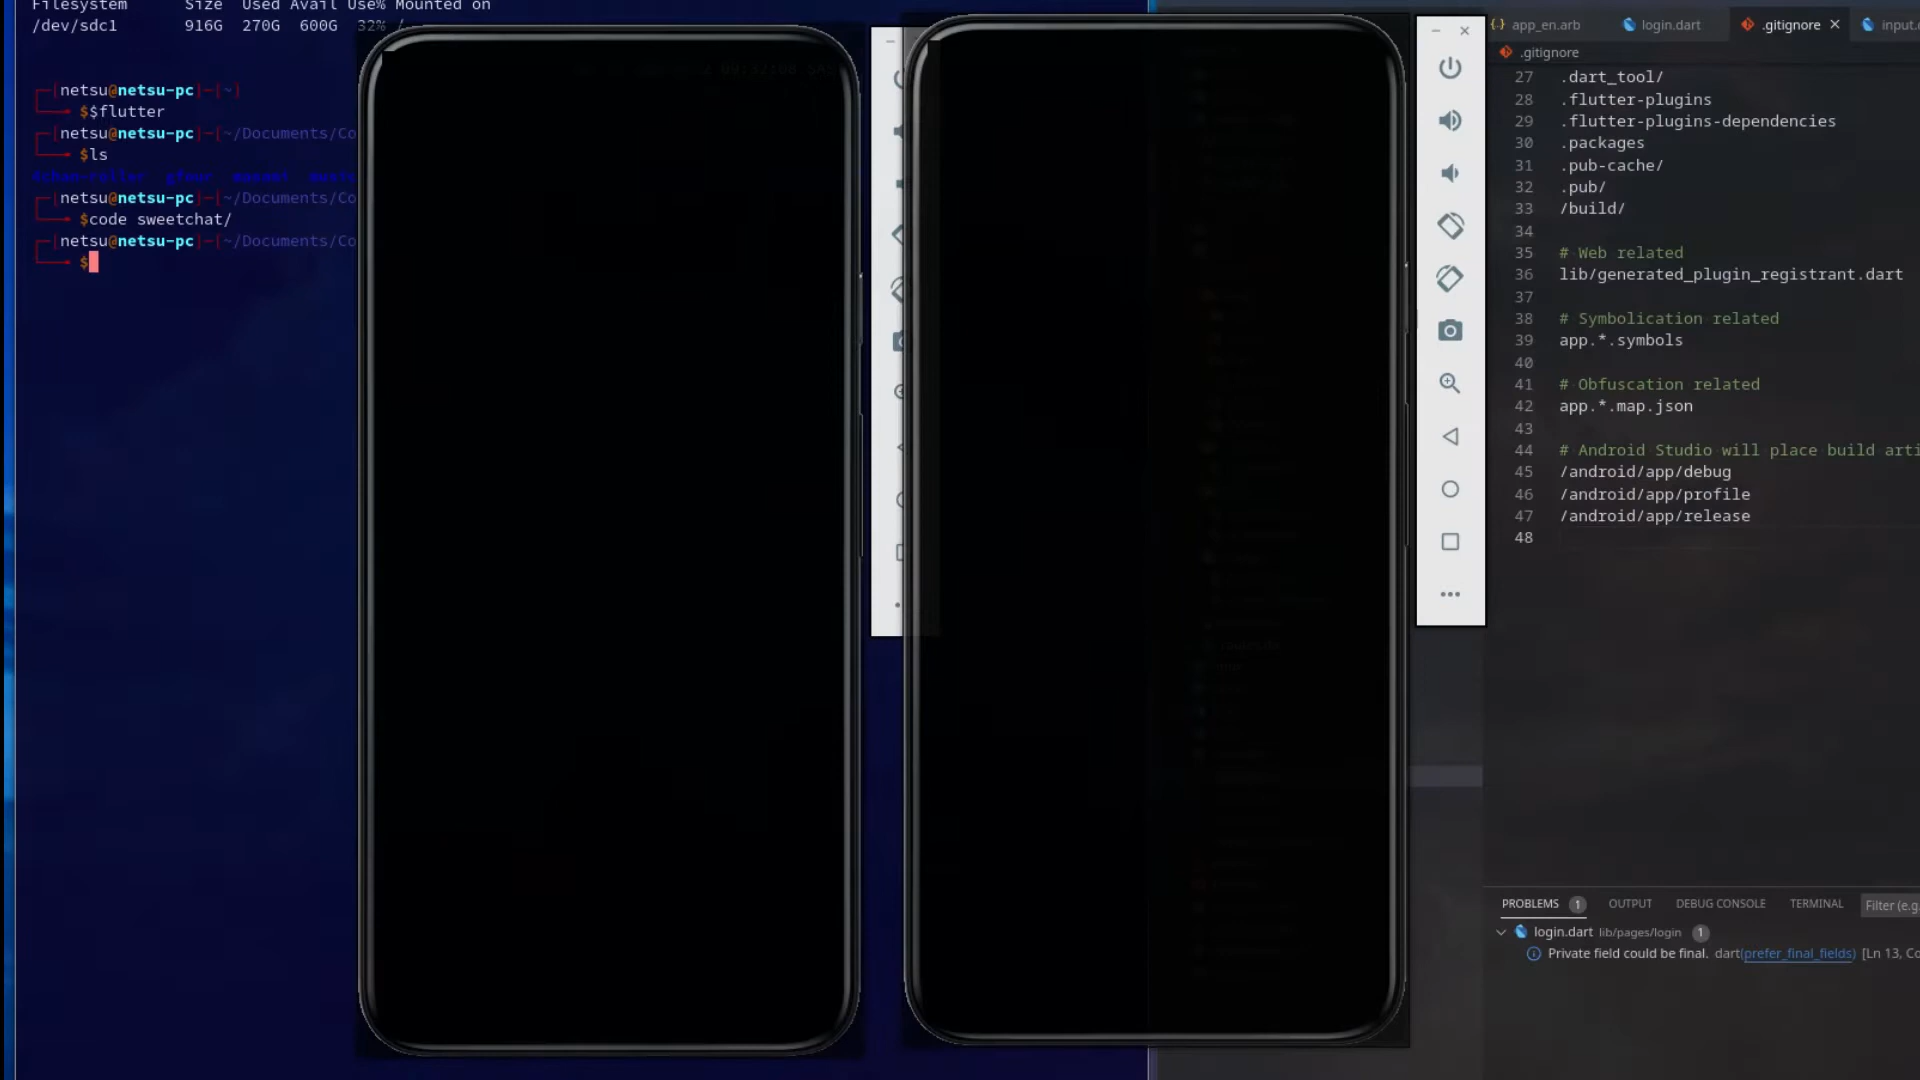 Filesystem Size Used Avail Use% Mounted on
/dev/sdc1 916G 270G 600G 32% /
netsu@netsu-pc]-[~]
$$flutter
netsu@netsu-pc]-[~/Documents/Co
$ls
netsu@netsu-pc]-[~/Documents/Co
$code sweetchat/
netsu@netsu-pc]-[~/Documents/Co
$
app_en.arb login.dart .gitignore input.
.gitignore
27 .dart_tool/
28 .flutter-plugins
29 .flutter-plugins-dependencies
30 .packages
31 .pub-cache/
32 .pub/
33 /build/
34
35 # Web related
36 lib/generated_plugin_registrant.dart
37
38 # Symbolication related
39 app.*.symbols
40
41 # Obfuscation related
42 app.*.map.json
43
44 # Android Studio will place build arti
45 /android/app/debug
46 /android/app/profile
47 /android/app/release
48
PROBLEMS 1 OUTPUT DEBUG CONSOLE TERMINAL Filter (e.g.
login.dart lib/pages/login 1
Private field could be final. dart(prefer_final_fields) [Ln 13, Co